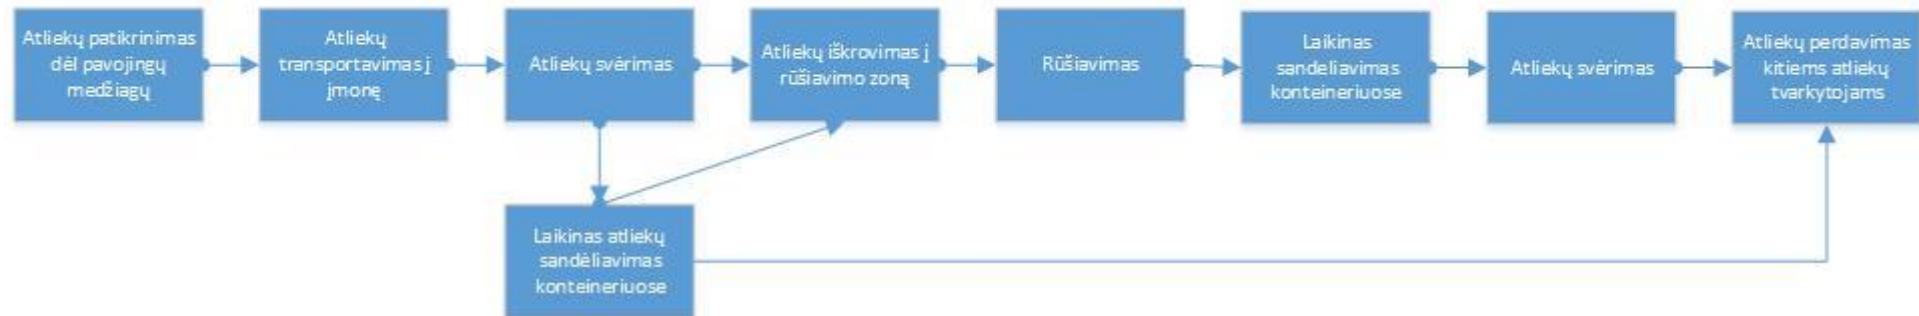 Atliekų patikrinimas
dėl pavojingų
medžiagų
Atliekų
transportavimas į
įmonę
Atliekų svėrimas
Atliekų iškrovimas į
rūšiavimo zoną
Rūšiavimas
Laikinas
sandeliavimas
konteineriuose
Atliekų svėrimas
Atliekų perdavimas
kitiems atliekų
tvarkytojams
Laikinas atliekų
sandėliavimas
konteineriuose